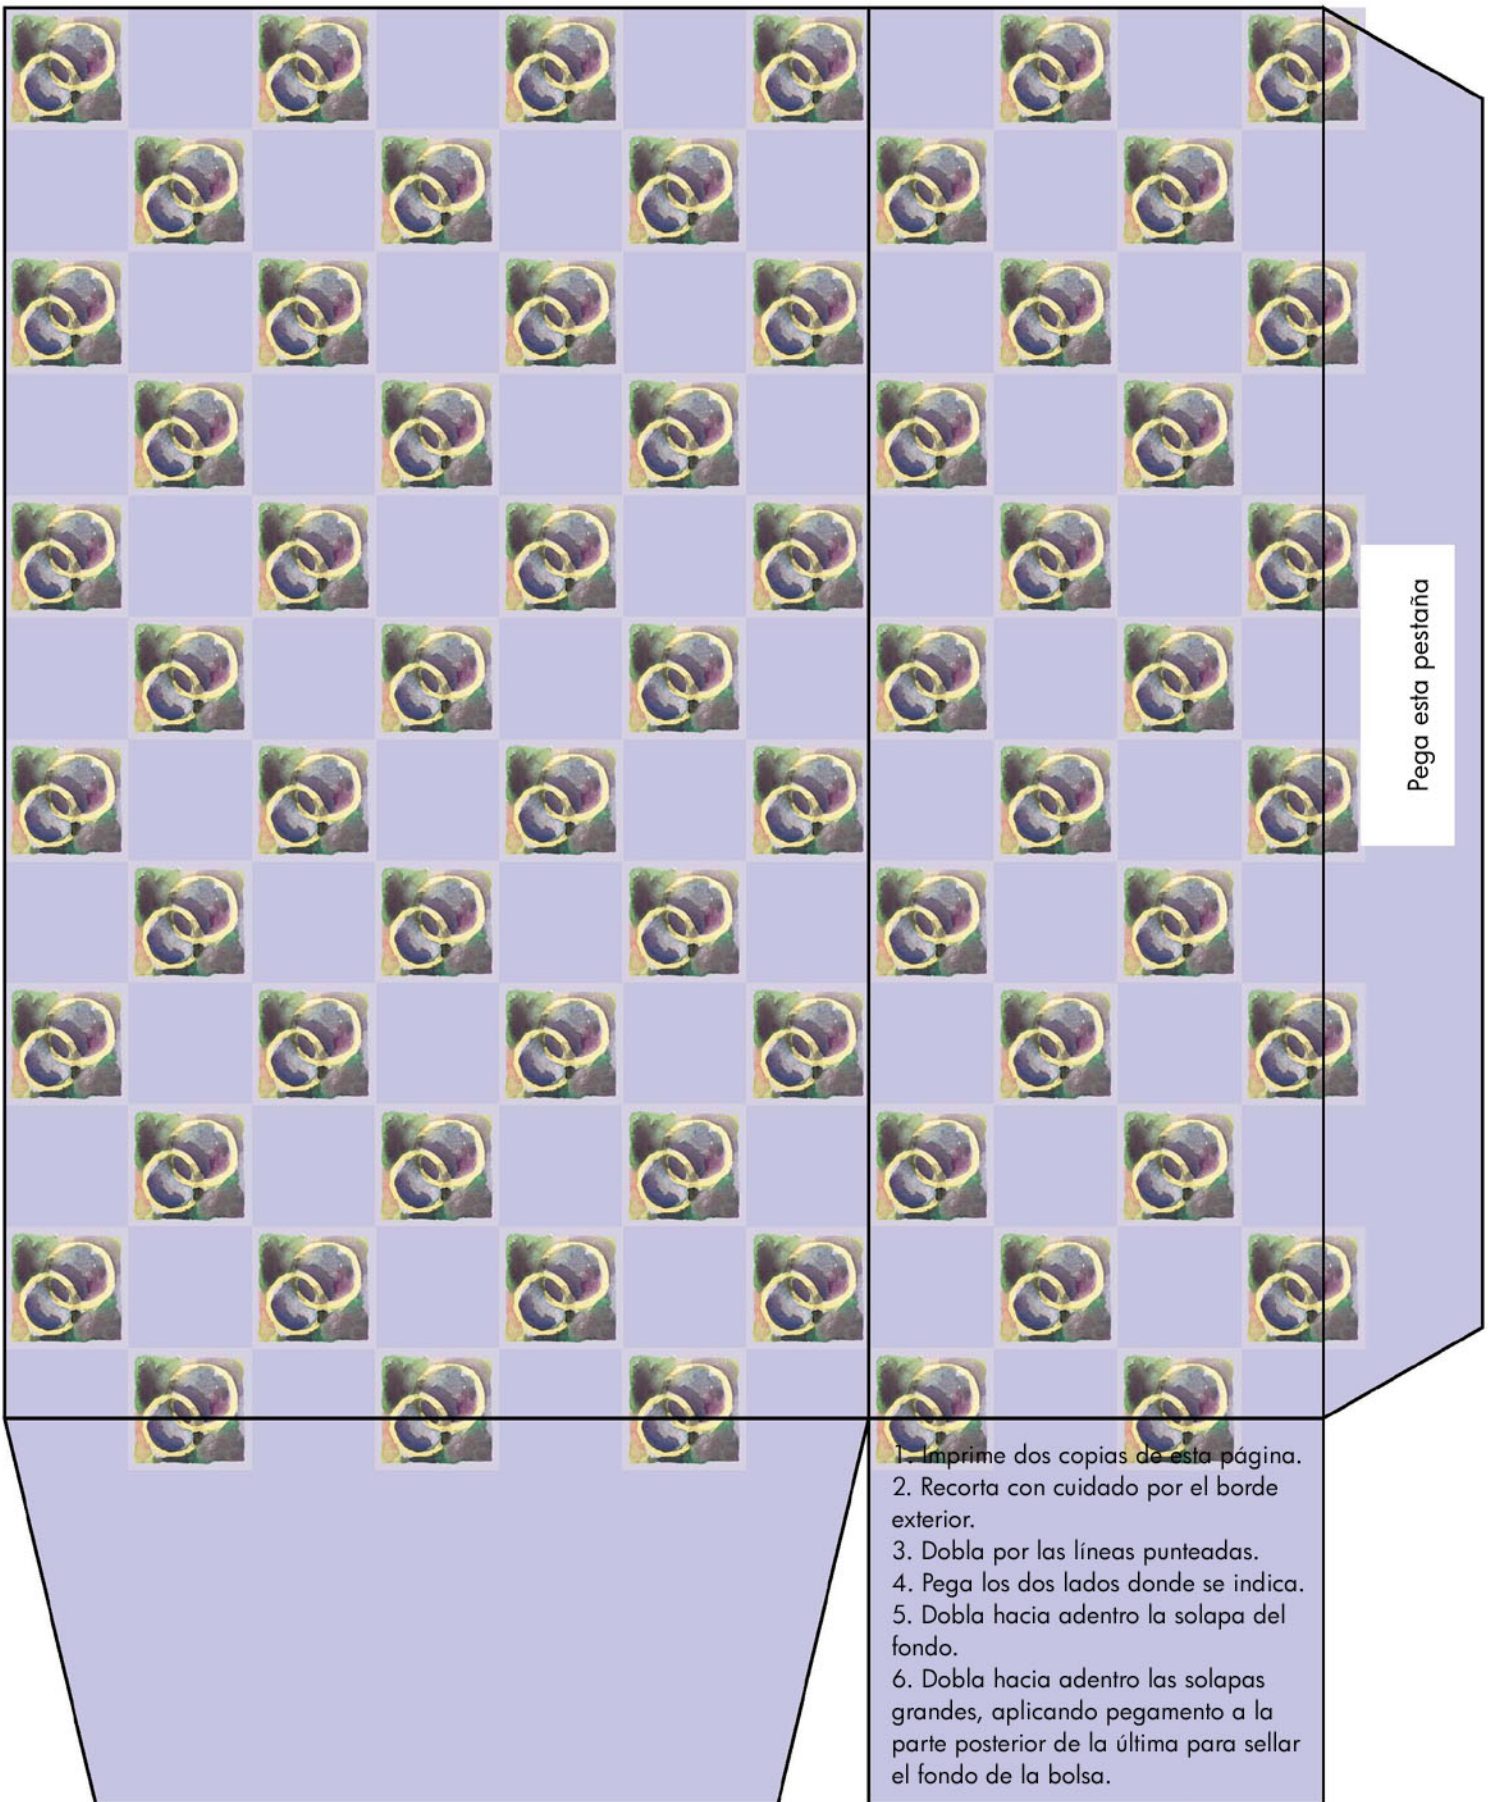 Pega esta pestaña
1. Imprime dos copias de esta página.
2. Recorta con cuidado por el borde
exterior.
3. Dobla por las líneas punteadas.
4. Pega los dos lados donde se indica.
5. Dobla hacia adentro la solapa del
fondo.
6. Dobla hacia adentro las solapas
grandes, aplicando pegamento a la
parte posterior de la última para sellar
el fondo de la bolsa.